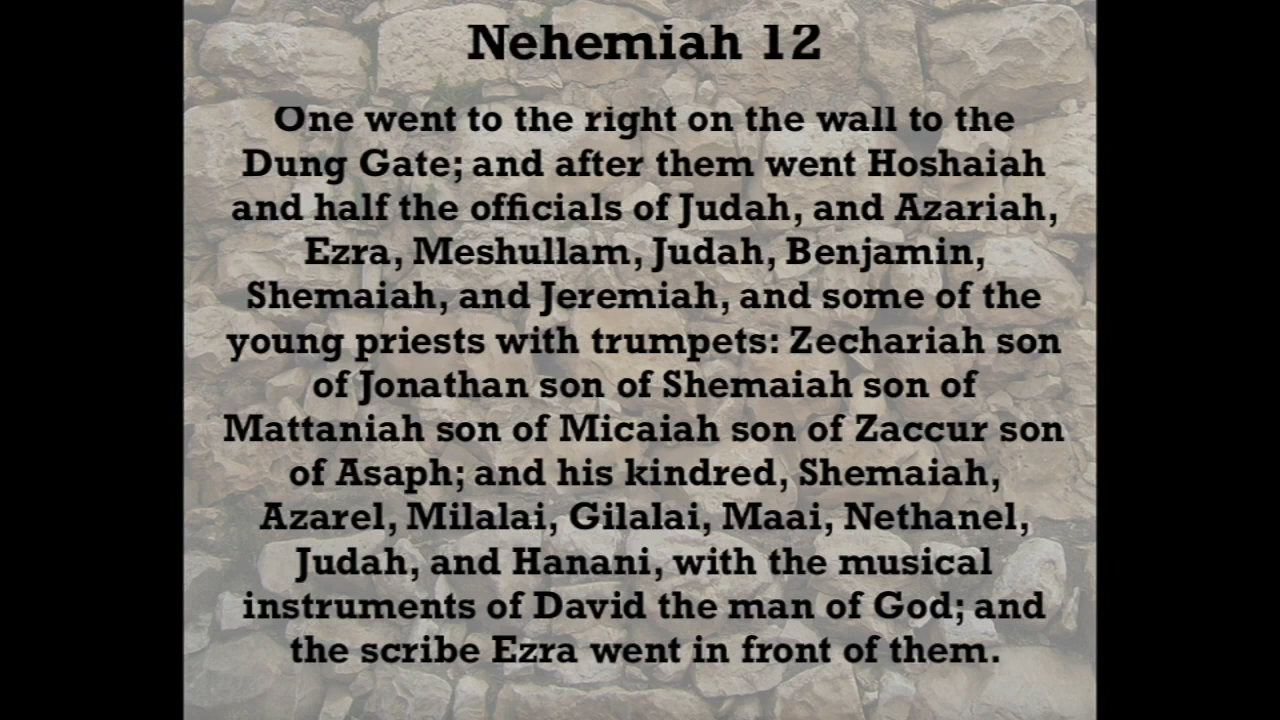 Nehemiah 12
One went to the right on the wall to the
Dung Gate; and after them went Hoshaiah
and half the officials of Judah, and Azariah,
Ezra, Meshullam, Judah, Benjamin,
Shemaiah, and Jeremiah, and some of the
young priests with trumpets: Zechariah son
of Jonathan son of Shemaiah son of
Mattaniah son of Micaiah son of Zaccur son
of Asaph; and his kindred, Shemaiah,
Azarel, Milalai, Gilalai, Maai, Nethanel,
Judah, and Hanani, with the musical
instruments of David the man of God; and
the scribe Ezra went in front of them.